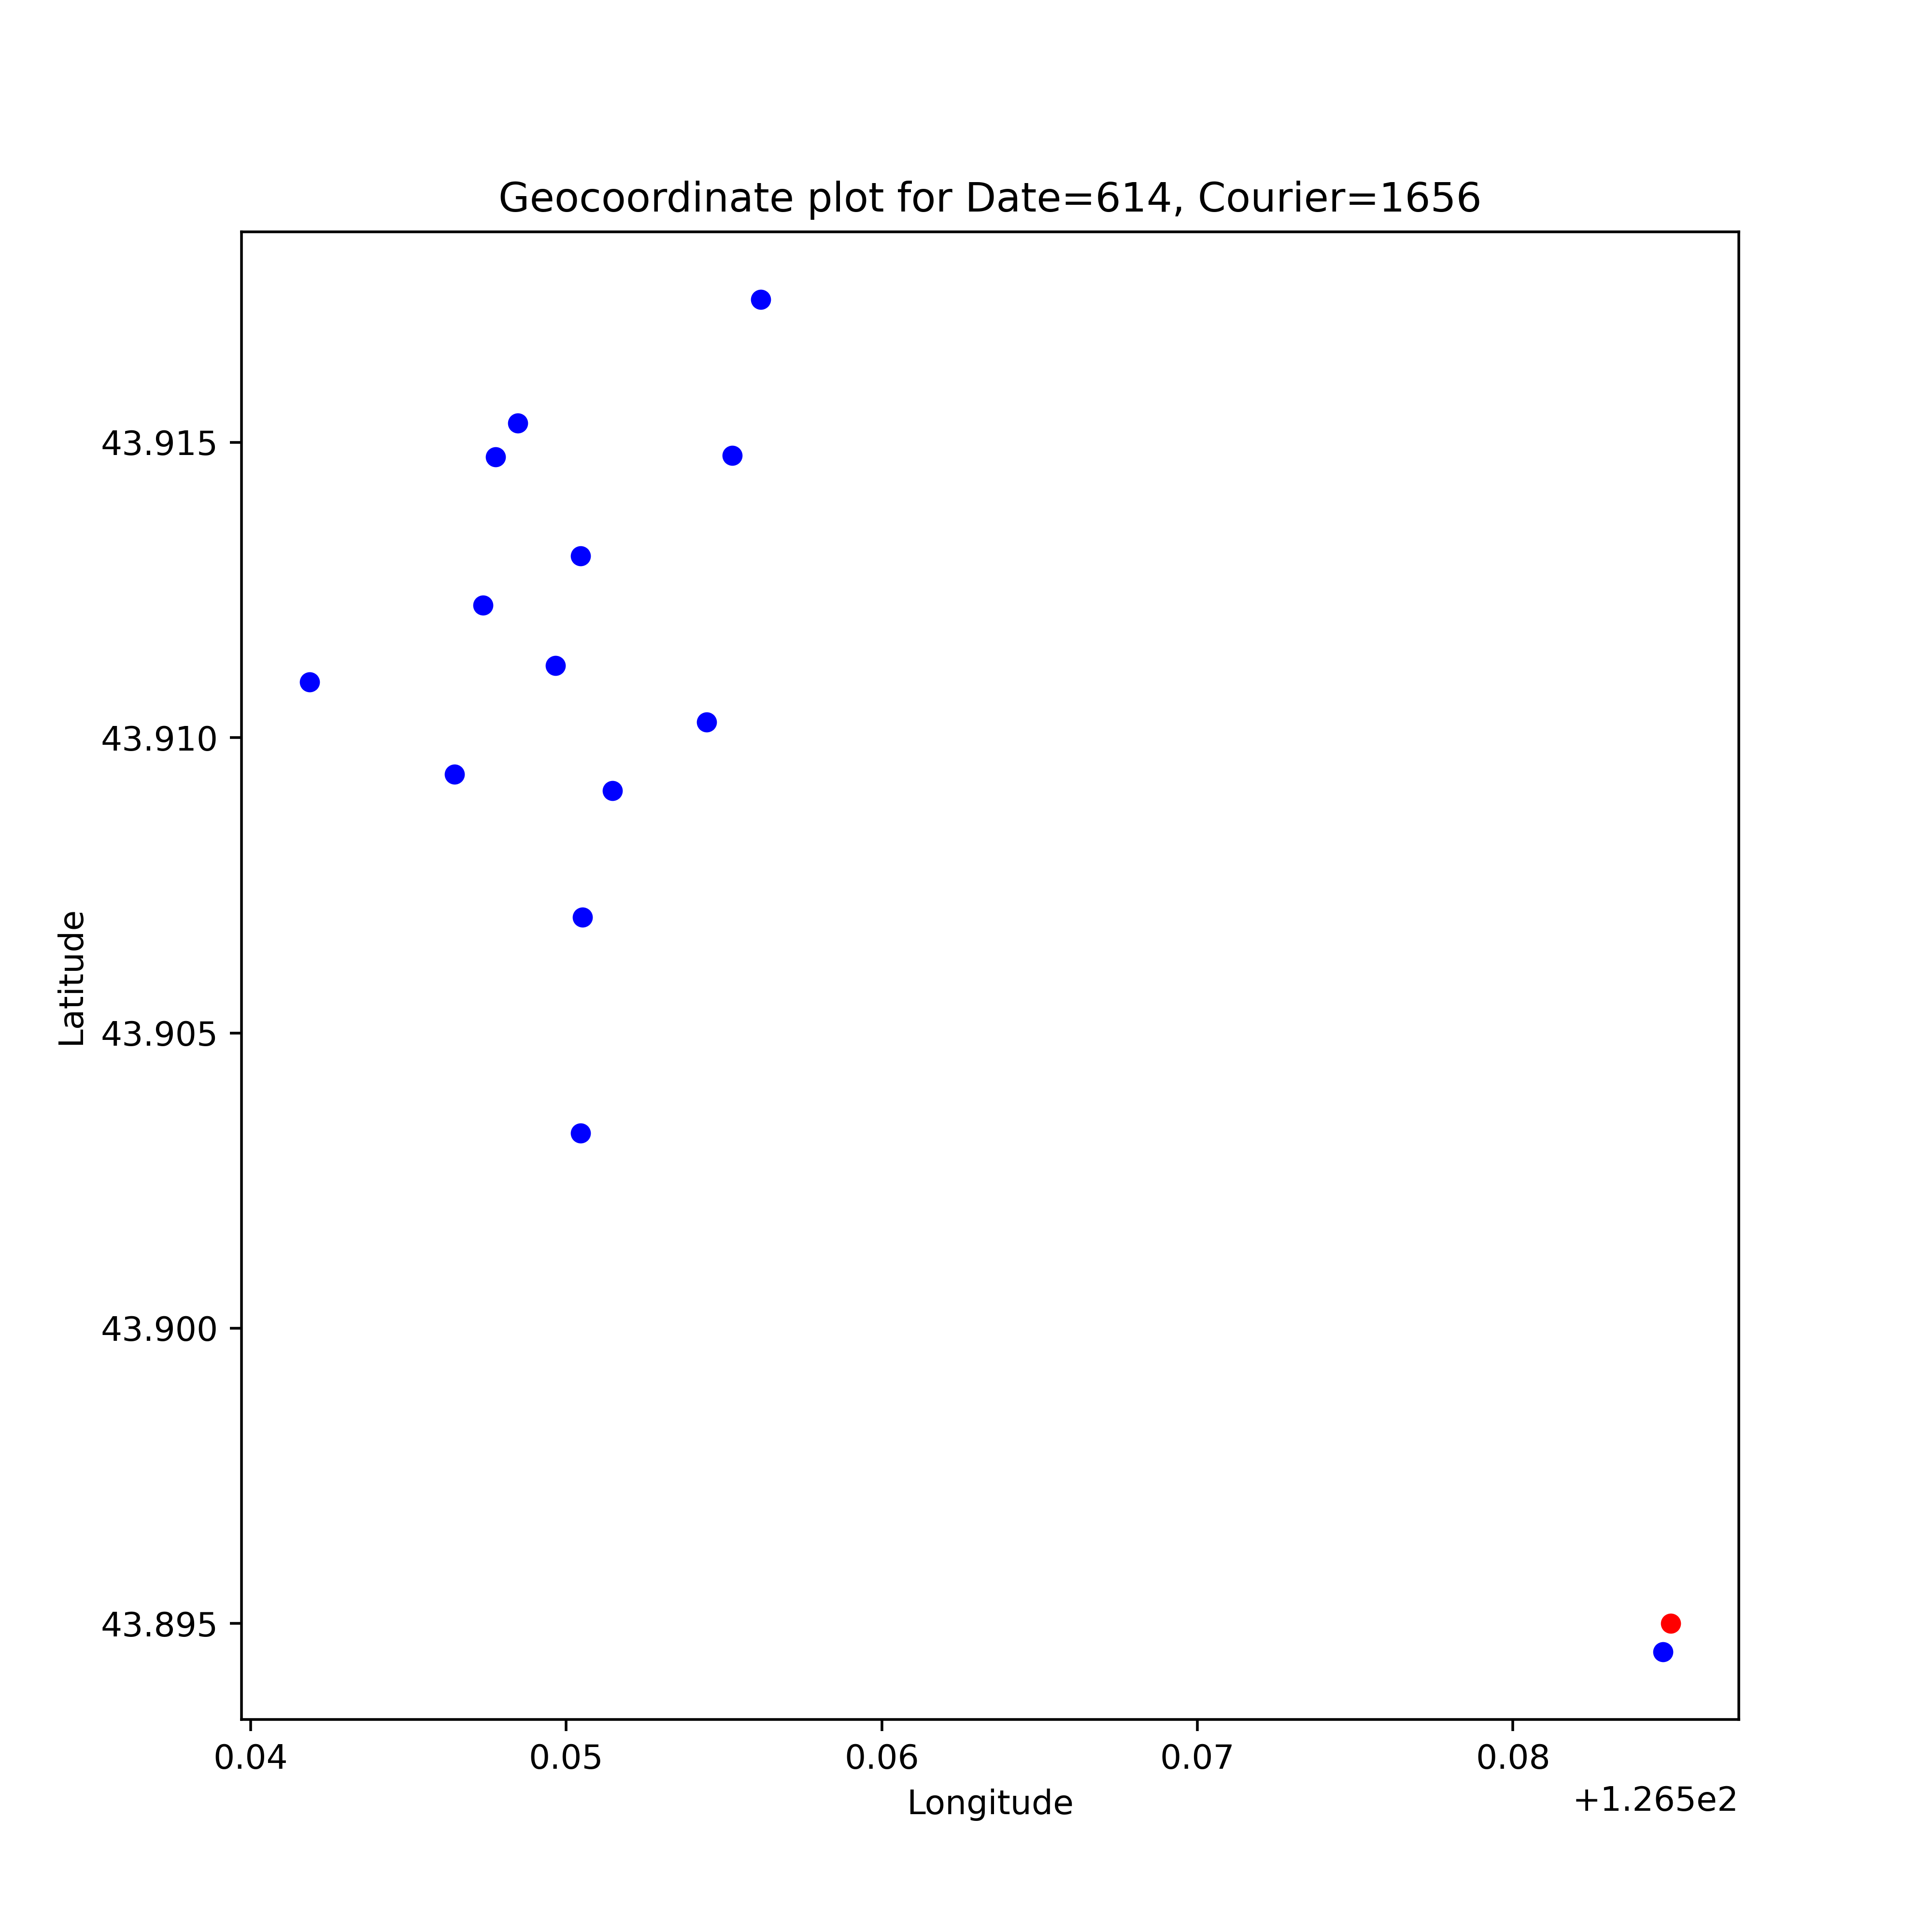 Geocoordinate plot for Date=614, Courier=1656
43.915
43.910
43.905
43.900
43.895
Latitude
0.04 0.05 0.06 0.07 0.08
Longitude
+1.265e2